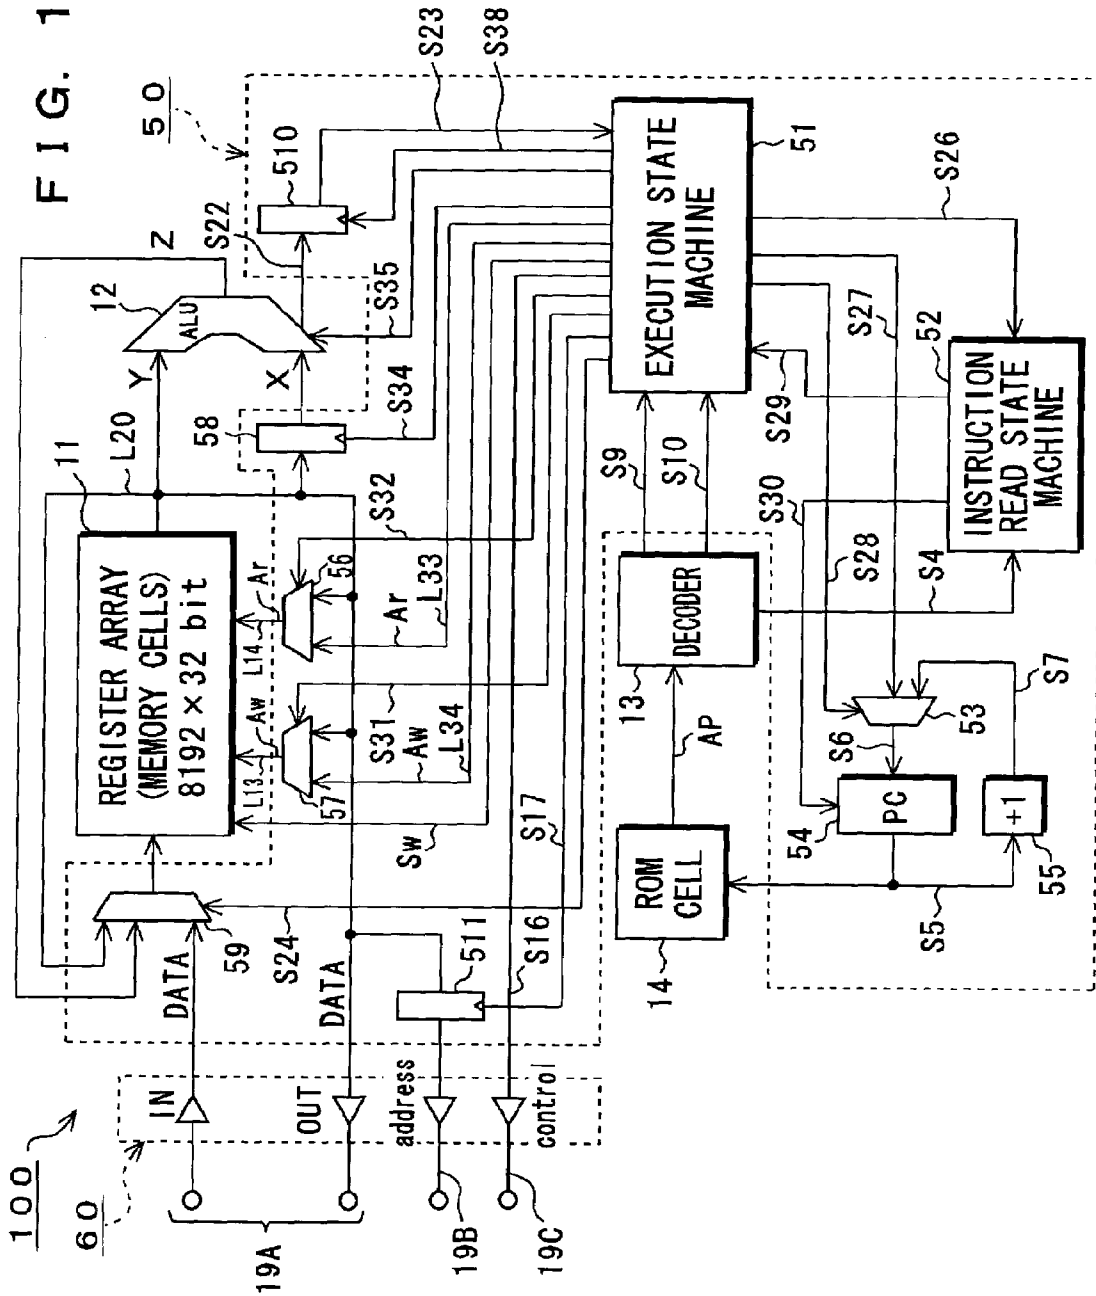 FIG. 1
100
60
50
19A
19B
19C
IN
OUT
address
control
DATA
DATA
59
S24
511
S16
S17
REGISTER ARRAY
(MEMORY CELLS)
8192 × 32 bit
11
L20
L13
Aw
L14
Ar
57
56
Sw
S31
Aw
L34
S32
Ar
L33
58
S34
Y
X
12
ALU
Z
S22
S35
510
S23
S38
EXECUTION STATE
MACHINE
51
S9
S10
S29
S26
S27
S28
S30
S4
INSTRUCTION
READ STATE
MACHINE
52
DECODER
13
AP
ROM
CELL
14
PC
54
S6
53
S7
+1
55
S5